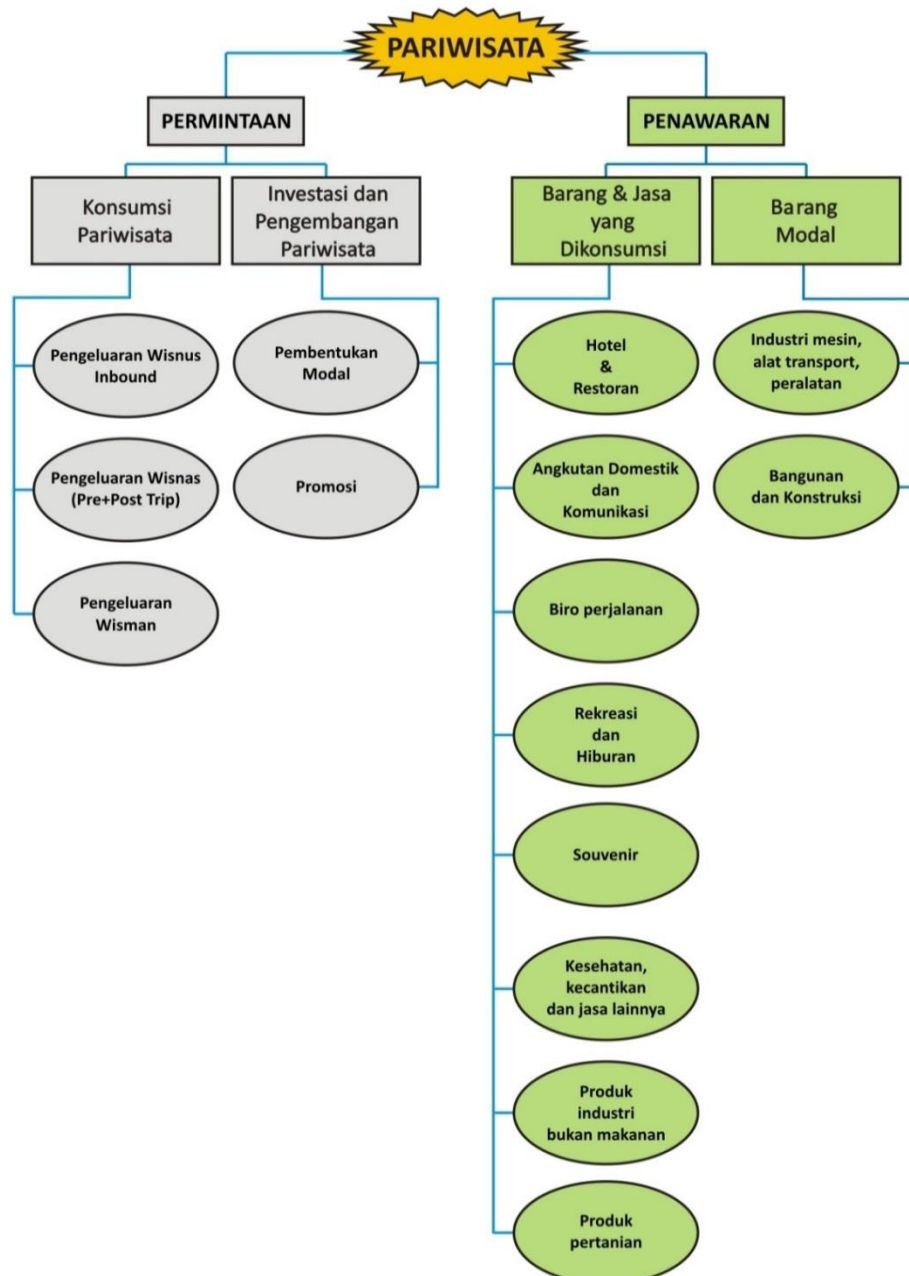 PARIWISATA
PERMINTAAN
PENAWARAN
Konsumsi
Pariwisata
Investasi dan
Pengembangan
Pariwisata
Barang & Jasa
yang
Dikonsumsi
Barang
Modal
Pengeluaran Wisnus
Inbound
Pengeluaran Wisnas
(Pre+Post Trip)
Pengeluaran
Wisman
Pembentukan
Modal
Promosi
Hotel
&
Restoran
Angkutan Domestik
dan
Komunikasi
Biro perjalanan
Rekreasi
dan
Hiburan
Souvenir
Kesehatan,
kecantikan
dan jasa lainnya
Produk
industri
bukan makanan
Produk
pertanian
Industri mesin,
alat transport,
peralatan
Bangunan
dan Konstruksi